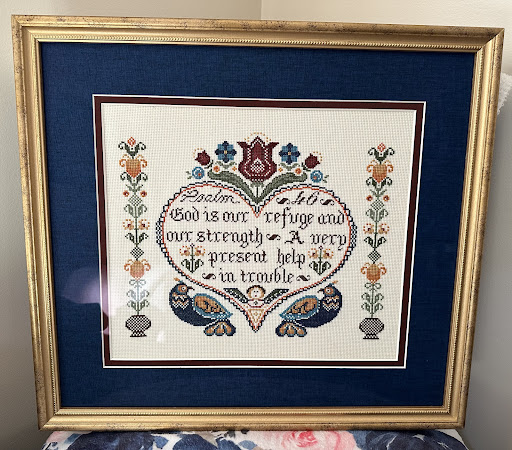 Psalm 46
God is our refuge and
our strength ~ A very
present help
~ in trouble ~